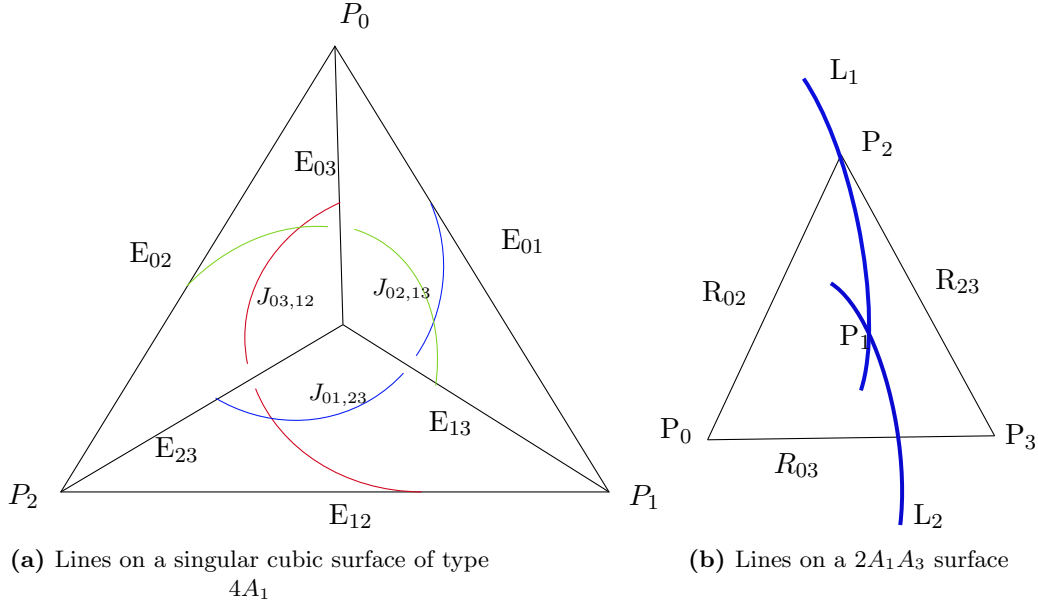 P₀
E₀₃
E₀₂
E₀₁
J₀₃,₁₂
J₀₂,₁₃
J₀₁,₂₃
E₁₃
E₂₃
P₂
P₁
E₁₂
(a) Lines on a singular cubic surface of type
4A₁
L₁
P₂
R₀₂
R₂₃
P₁
P₀
P₃
R₀₃
L₂
(b) Lines on a 2A₁A₃ surface